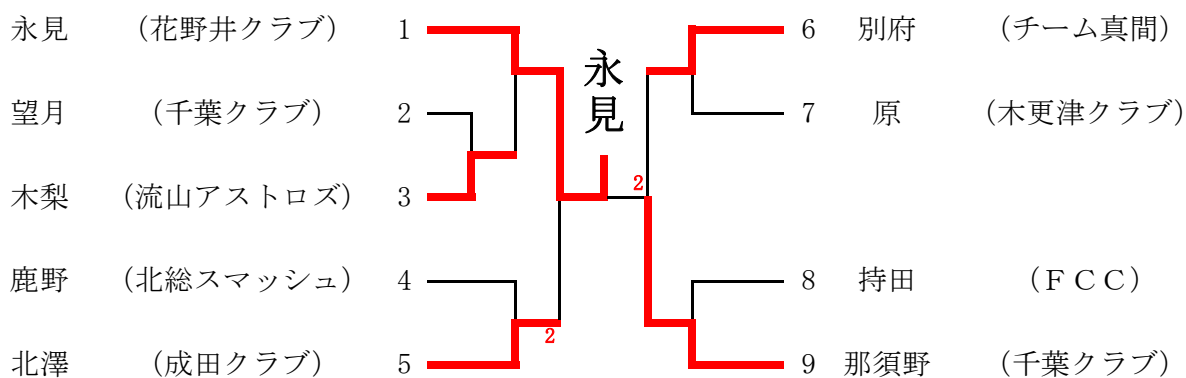 永見 (花野井クラブ) 1
望月 (千葉クラブ) 2
木梨 (流山アストロズ) 3
鹿野 (北総スマッシュ) 4
北澤 (成田クラブ) 5
2
永見
2
6 別府 (チーム真間)
7 原 (木更津クラブ)
8 持田 (ＦＣＣ)
9 那須野 (千葉クラブ)